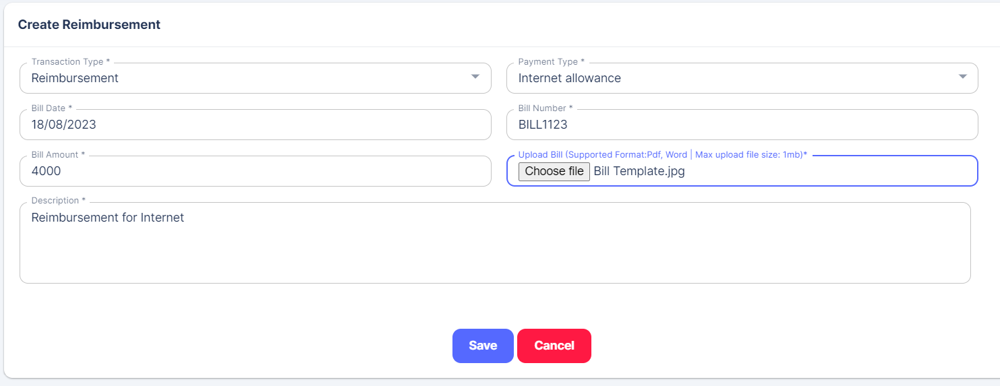 Create Reimbursement
Transaction Type *
Reimbursement
Payment Type *
Internet allowance
Bill Date *
18/08/2023
Bill Number *
BILL1123
Bill Amount *
4000
Upload Bill (Supported Format:Pdf, Word | Max upload file size: 1mb)*
Choose file Bill Template.jpg
Description *
Reimbursement for Internet
Save Cancel